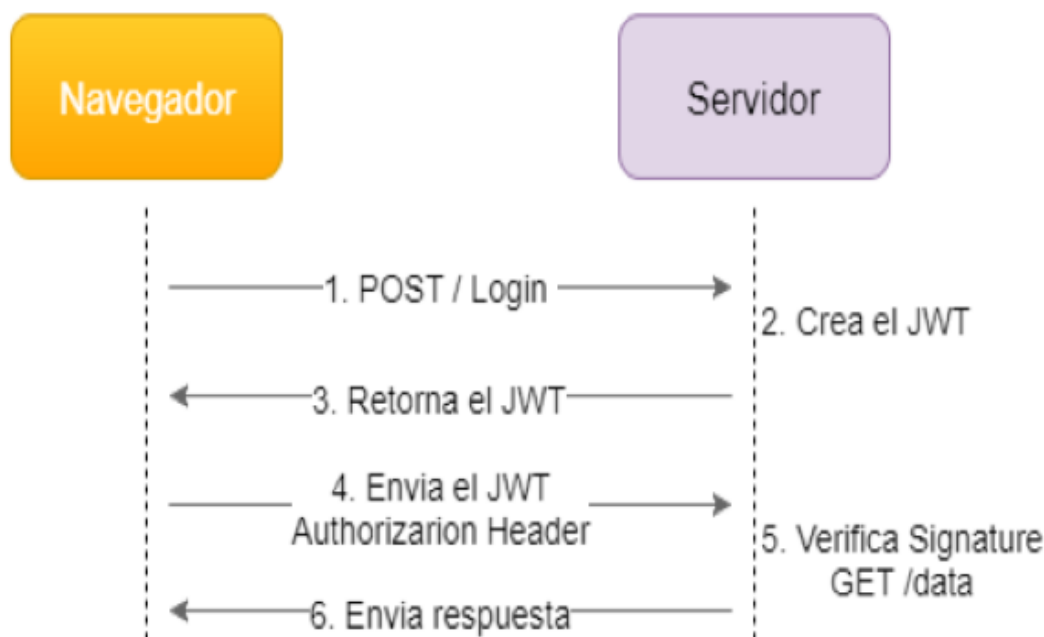 Navegador
Servidor
1. POST / Login
2. Crea el JWT
3. Retorna el JWT
4. Envia el JWT
Authorizarion Header
5. Verifica Signature
GET /data
6. Envia respuesta